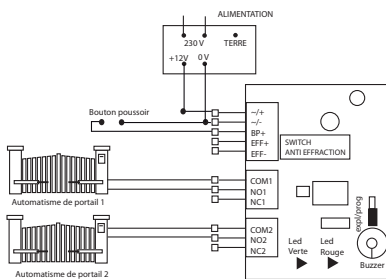 ALIMENTATION
230 V
TERRE
+12V
0 V
Bouton poussoir
-/+
-/-
BP+
EFF+
EFF-
SWITCH
ANTI EFFRACTION
COM1
NO1
NC1
Automatisme de portail 1
COM2
NO2
NC2
Automatisme de portail 2
expl/prog
Led
Verte
Led
Rouge
Buzzer